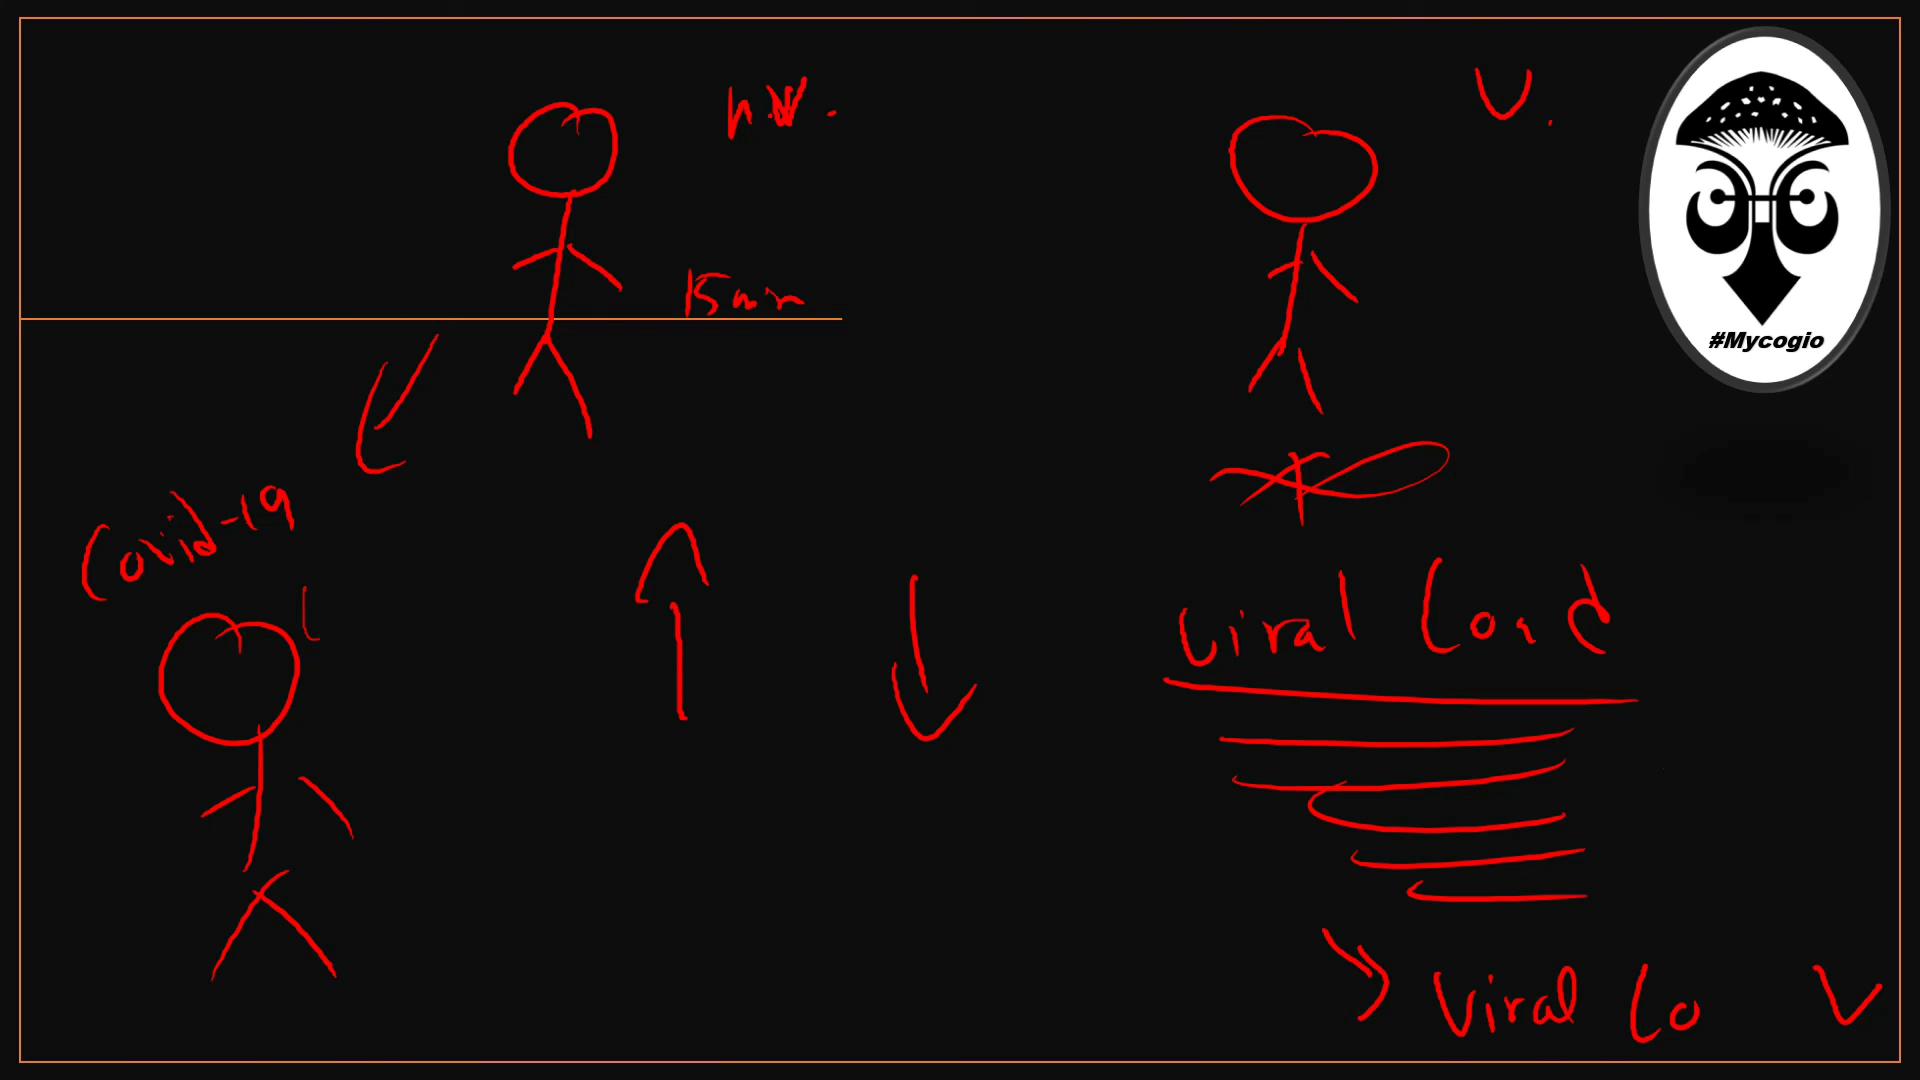 V.
#Mycogio
15 min
Covid-19
Viral Load
Viral Lo V